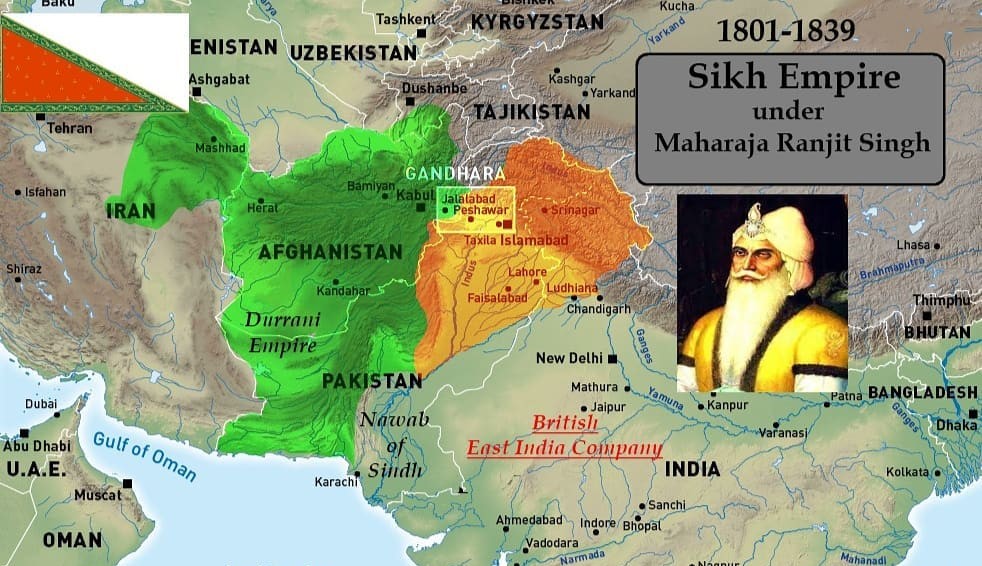 Baku
Tashkent
Bishkek
KYRGYZSTAN
Kucha
Yarkand
1801-1839
ENISTAN
UZBEKISTAN
Ashgabat
Dushanbe
Kashgar
Yarkand
TAJIKISTAN
Sikh Empire
under
Maharaja Ranjit Singh
Tehran
Mashhad
GANDHARA
Isfahan
IRAN
Herat
Bamiyan
Kabul
Jalalabad
Peshawar
Srinagar
AFGHANISTAN
Taxila
Islamabad
Lhasa
Brahmaputra
Shiraz
Kandahar
Indus
Lahore
Faisalabad
Ludhiana
Chandigarh
Thimphu
BHUTAN
Durrani
Empire
New Delhi
Ganges
PAKISTAN
Mathura
Yamuna
Kanpur
Patna
BANGLADESH
Dubai
Nawab
of
Sindh
Jaipur
British
East India Company
Varanasi
Ganges
Dhaka
Abu Dhabi
U.A.E.
Gulf of Oman
Muscat
Karachi
INDIA
Kolkata
OMAN
Sanchi
Ahmedabad
Indore
Bhopal
Vadodara
Narmada
Nagpur
Mahanadi